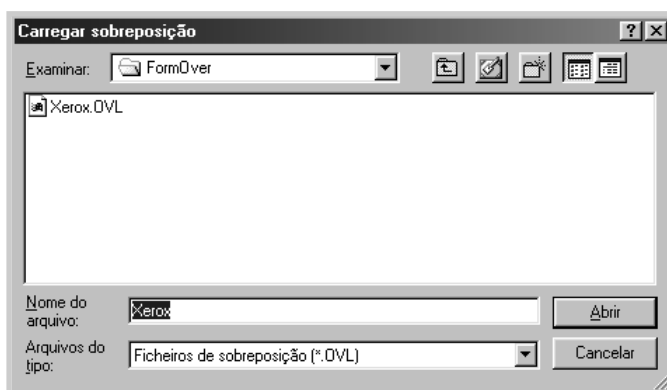 Carregar sobreposição
Examinar: FormOver
Xerox.OVL
Nome do
arquivo: Xerox Abrir
Arquivos do
tipo: Ficheiros de sobreposição (*.OVL) Cancelar